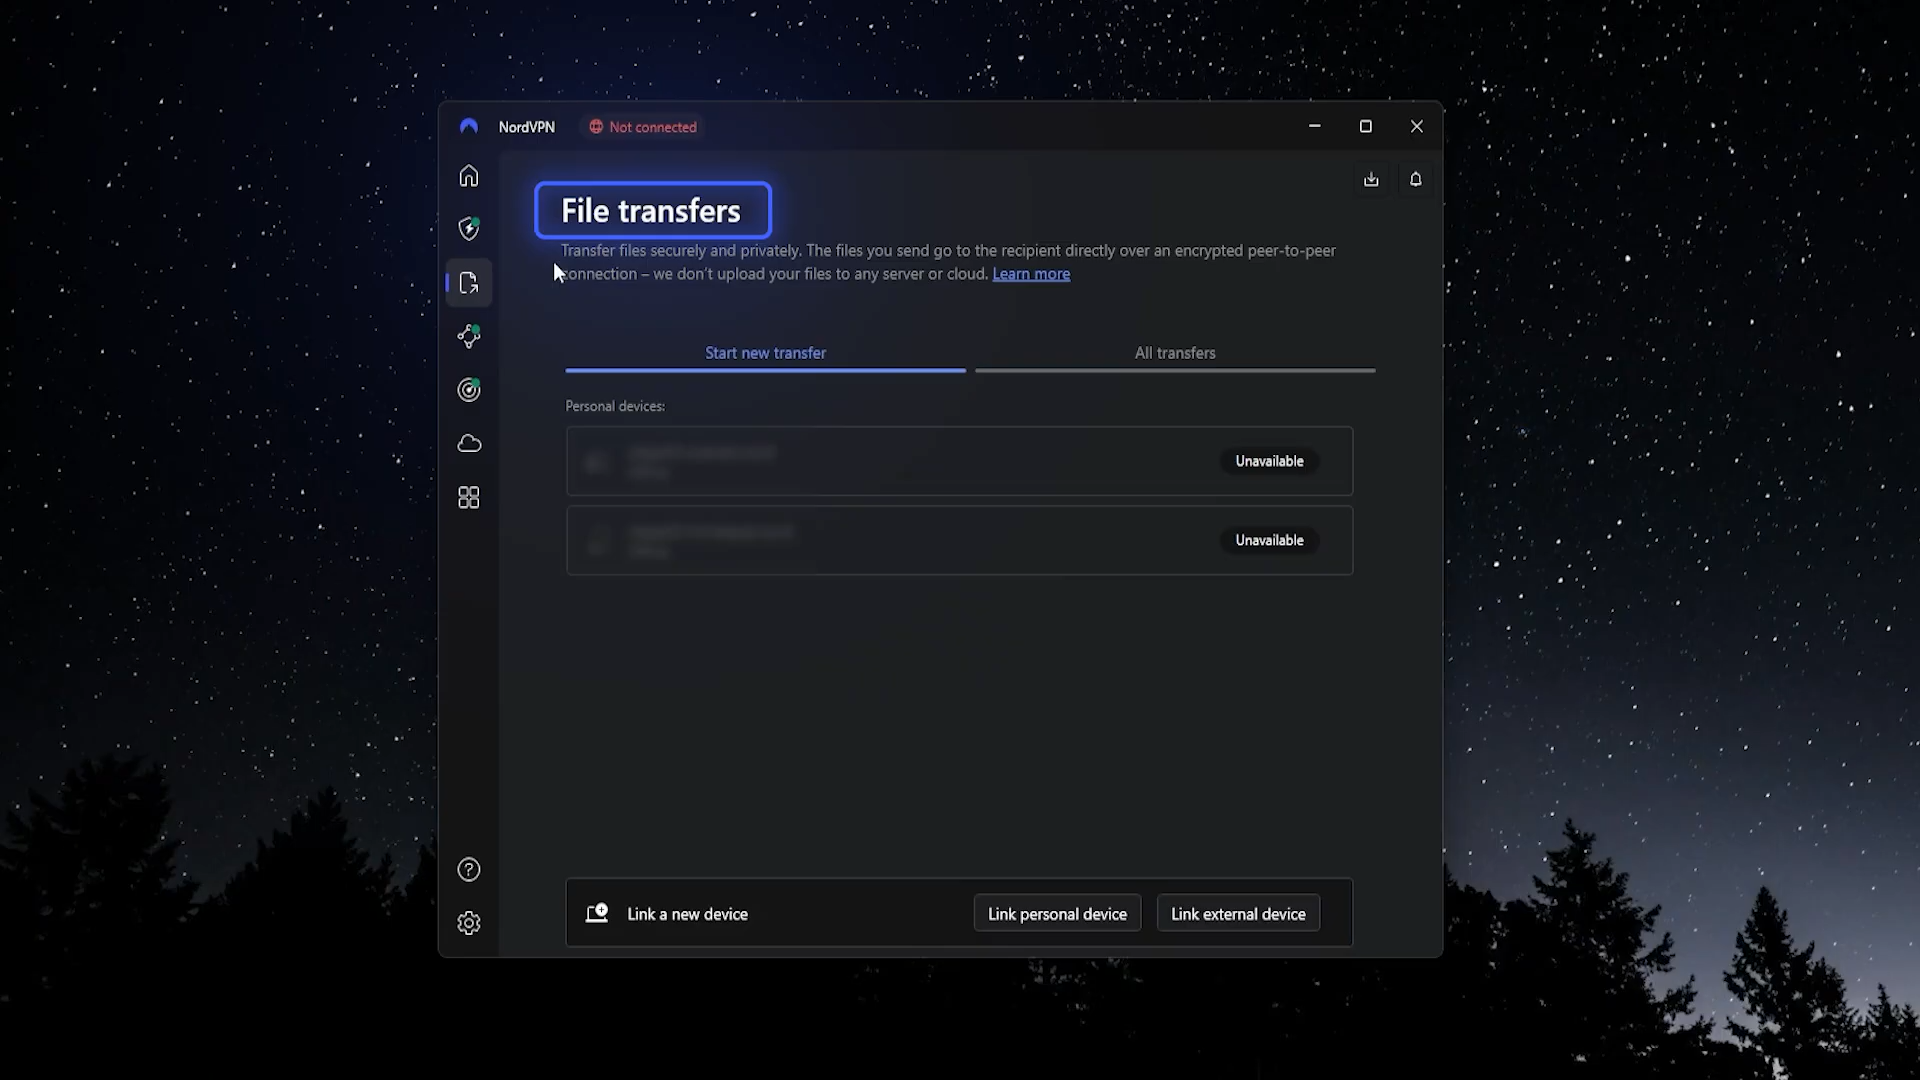 NordVPN
Not connected
File transfers
Transfer files securely and privately. The files you send go to the recipient directly over an encrypted peer-to-peer
connection – we don't upload your files to any server or cloud. Learn more
Start new transfer
All transfers
Personal devices:
Unavailable
Unavailable
Link a new device
Link personal device
Link external device